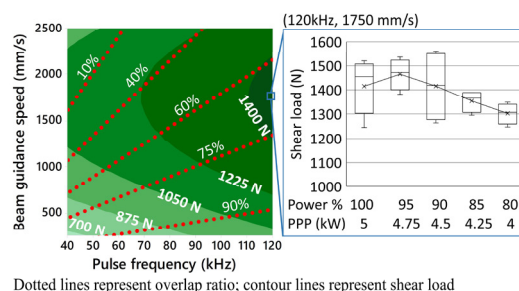 (120kHz, 1750 mm/s)
Beam guidance speed (mm/s)
2500
2000
1500
1000
500
10%
40%
60%
75%
90%
1400 N
1225 N
1050 N
875 N
700 N
40 50 60 70 80 90 100 110 120
Pulse frequency (kHz)
Shear load (N)
1600
1500
1400
1300
1200
1100
1000
Power % 100 95 90 85 80
PPP (kW) 5 4.75 4.5 4.25 4
Dotted lines represent overlap ratio; contour lines represent shear load